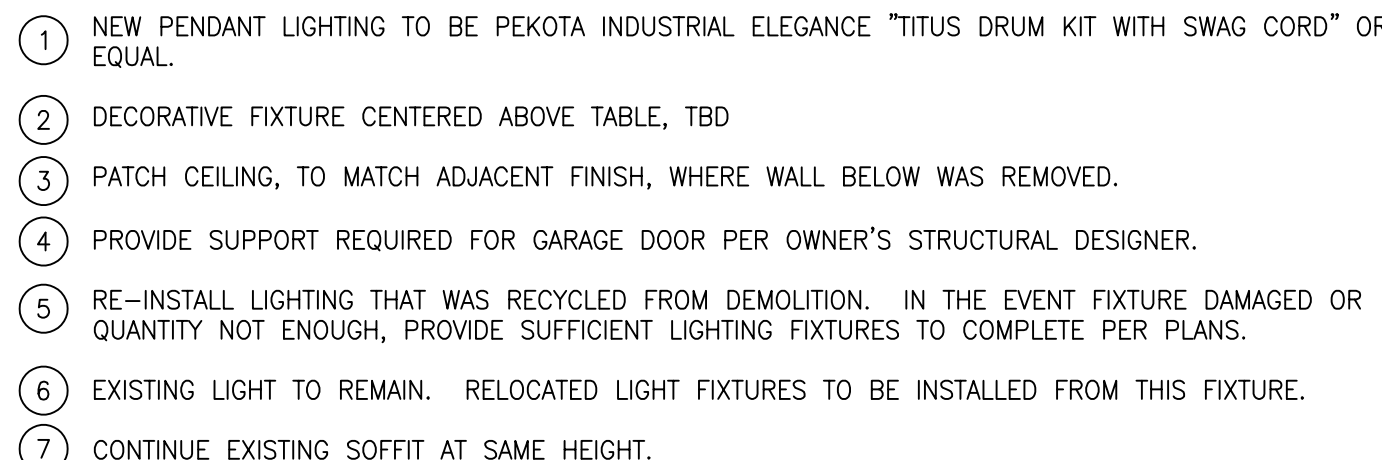 1 NEW PENDANT LIGHTING TO BE PEKOTA INDUSTRIAL ELEGANCE "TITUS DRUM KIT WITH SWAG CORD" OR
EQUAL.
2 DECORATIVE FIXTURE CENTERED ABOVE TABLE, TBD
3 PATCH CEILING, TO MATCH ADJACENT FINISH, WHERE WALL BELOW WAS REMOVED.
4 PROVIDE SUPPORT REQUIRED FOR GARAGE DOOR PER OWNER'S STRUCTURAL DESIGNER.
5 RE-INSTALL LIGHTING THAT WAS RECYCLED FROM DEMOLITION. IN THE EVENT FIXTURE DAMAGED OR
QUANTITY NOT ENOUGH, PROVIDE SUFFICIENT LIGHTING FIXTURES TO COMPLETE PER PLANS.
6 EXISTING LIGHT TO REMAIN. RELOCATED LIGHT FIXTURES TO BE INSTALLED FROM THIS FIXTURE.
7 CONTINUE EXISTING SOFFIT AT SAME HEIGHT.